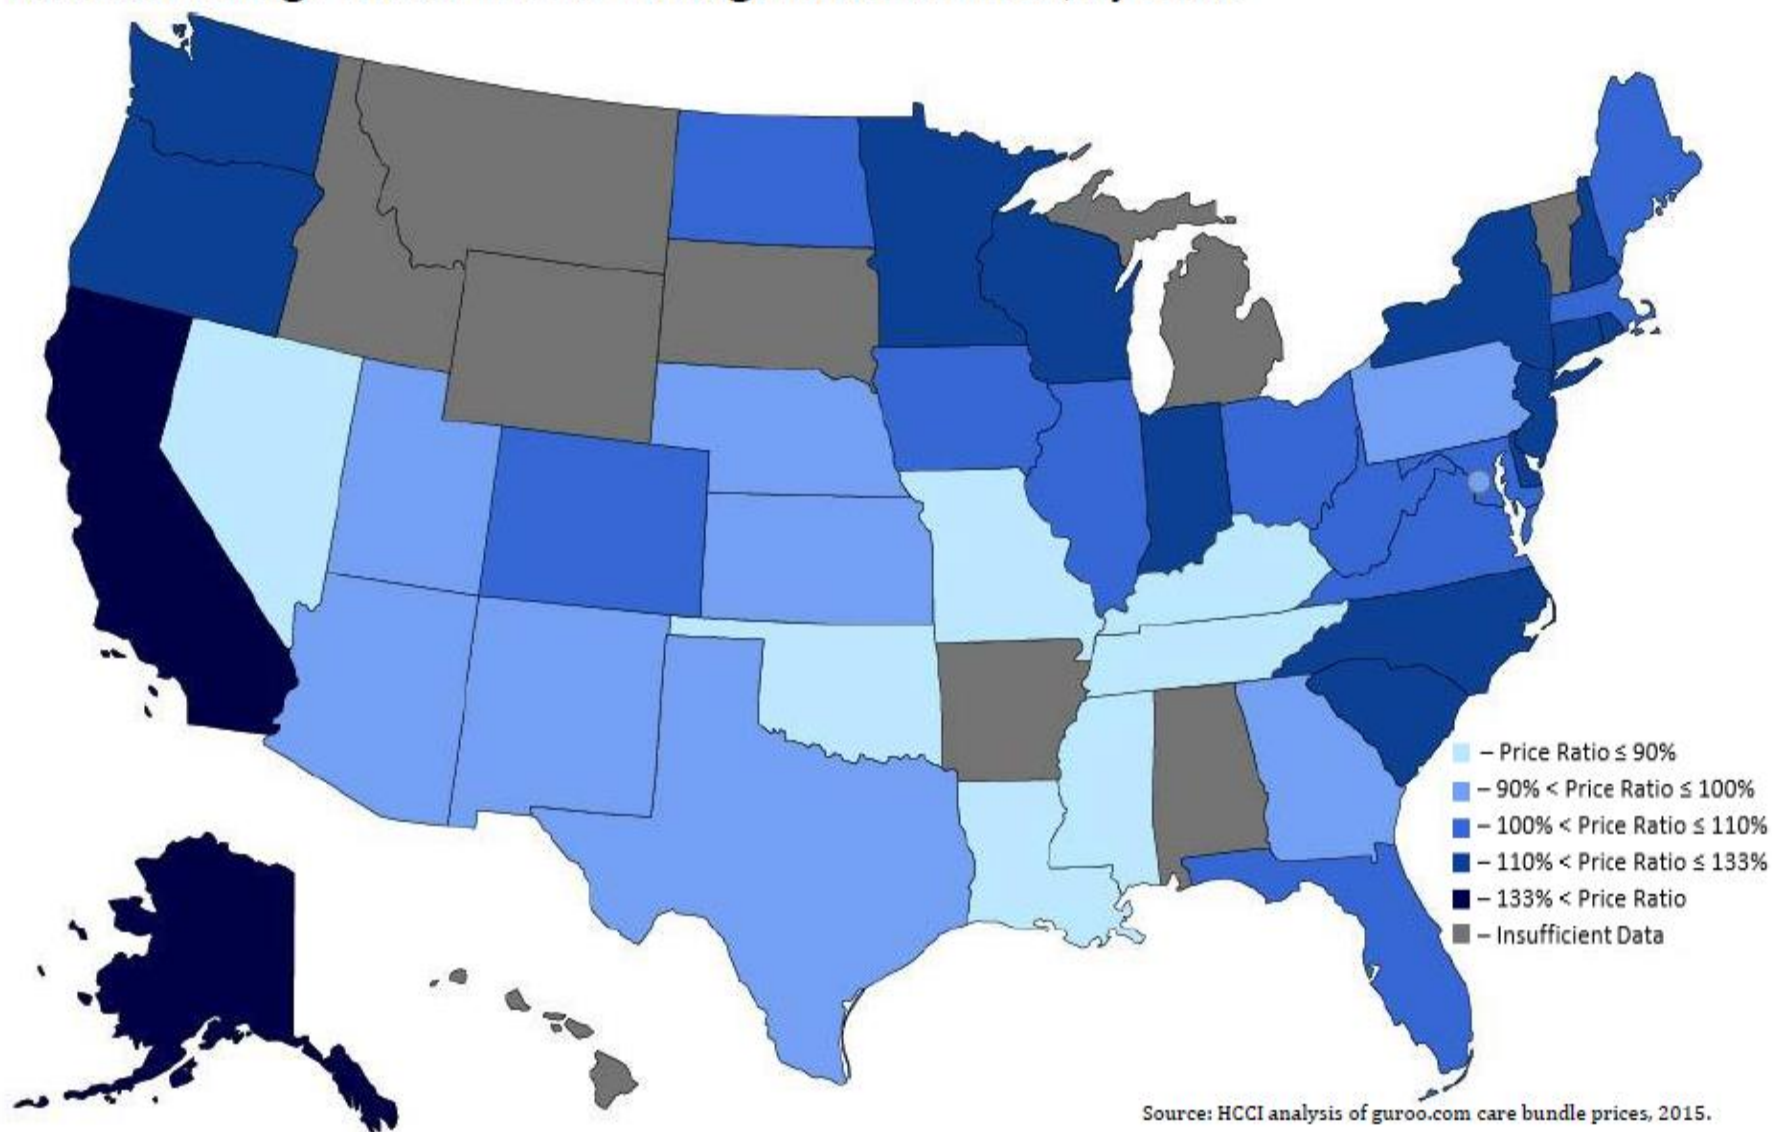 – Price Ratio ≤ 90%
– 90% < Price Ratio ≤ 100%
– 100% < Price Ratio ≤ 110%
– 110% < Price Ratio ≤ 133%
– 133% < Price Ratio
– Insufficient Data
Source: HCCI analysis of guroo.com care bundle prices, 2015.